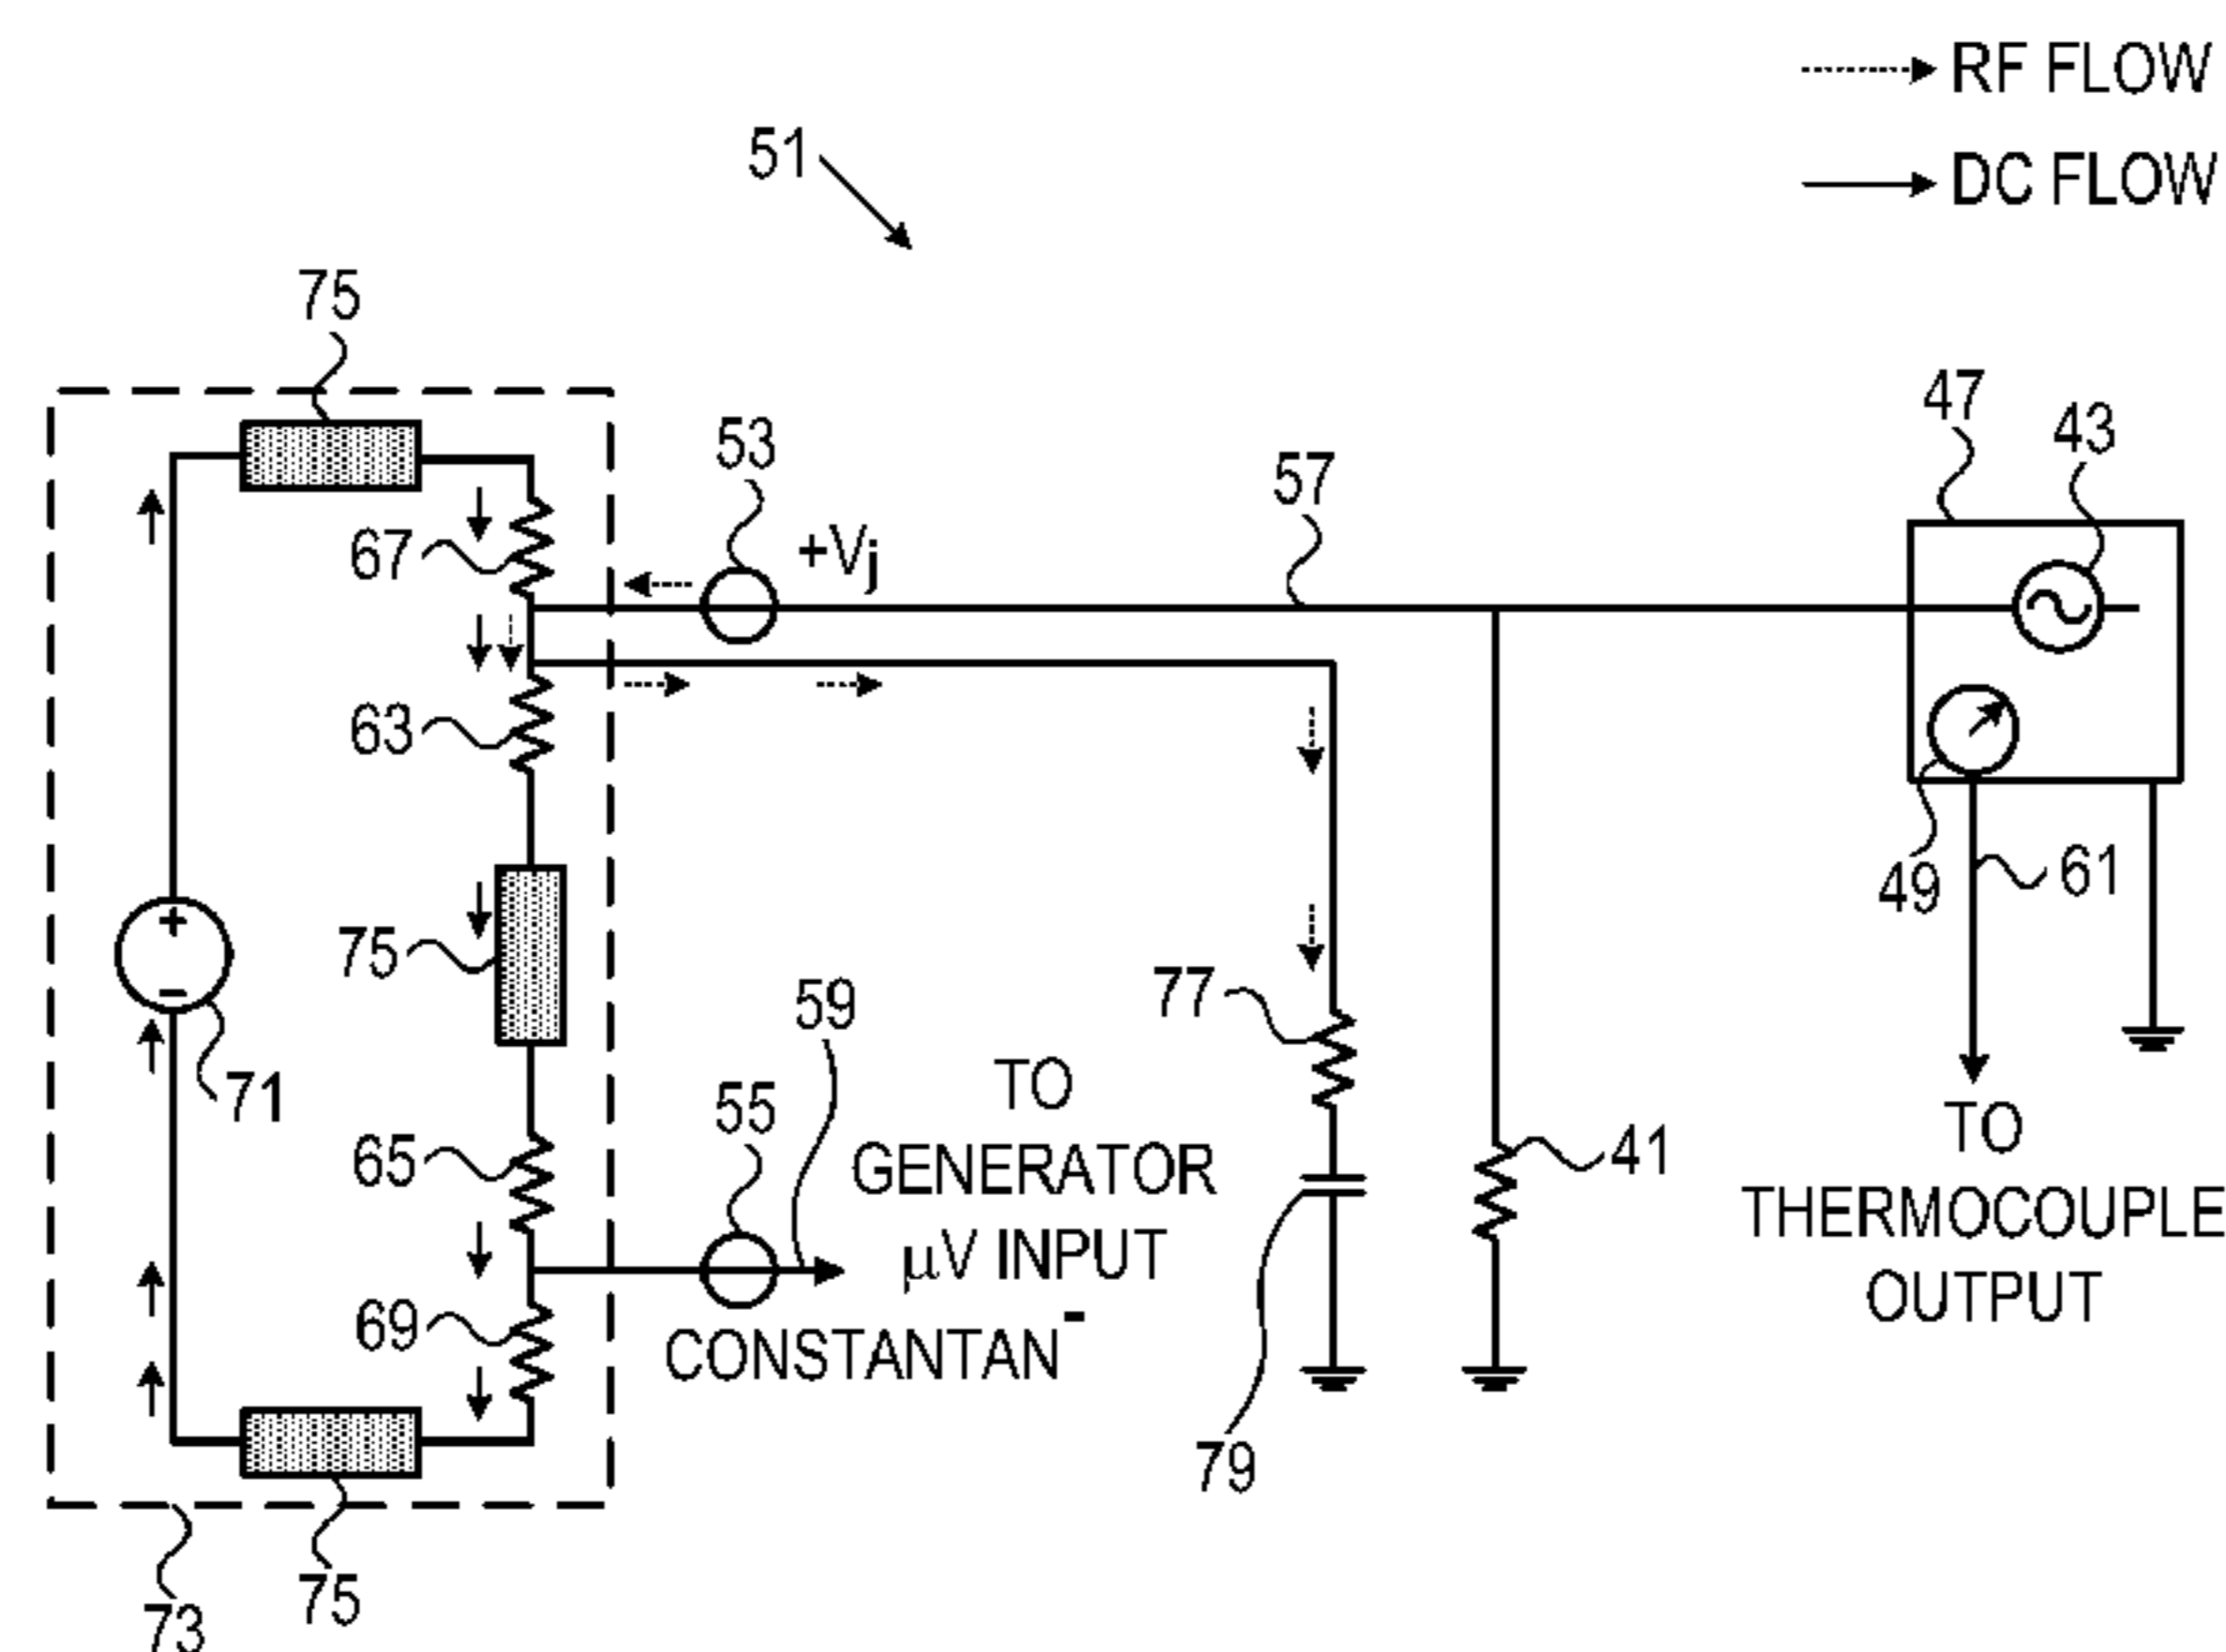 RF FLOW
DC FLOW
51
75
47
43
53
57
+Vj
67
63
49
61
75
+
−
71
77
59
TO
GENERATOR
µV INPUT
CONSTANTAN-
55
65
41
TO
THERMOCOUPLE
OUTPUT
69
79
75
73